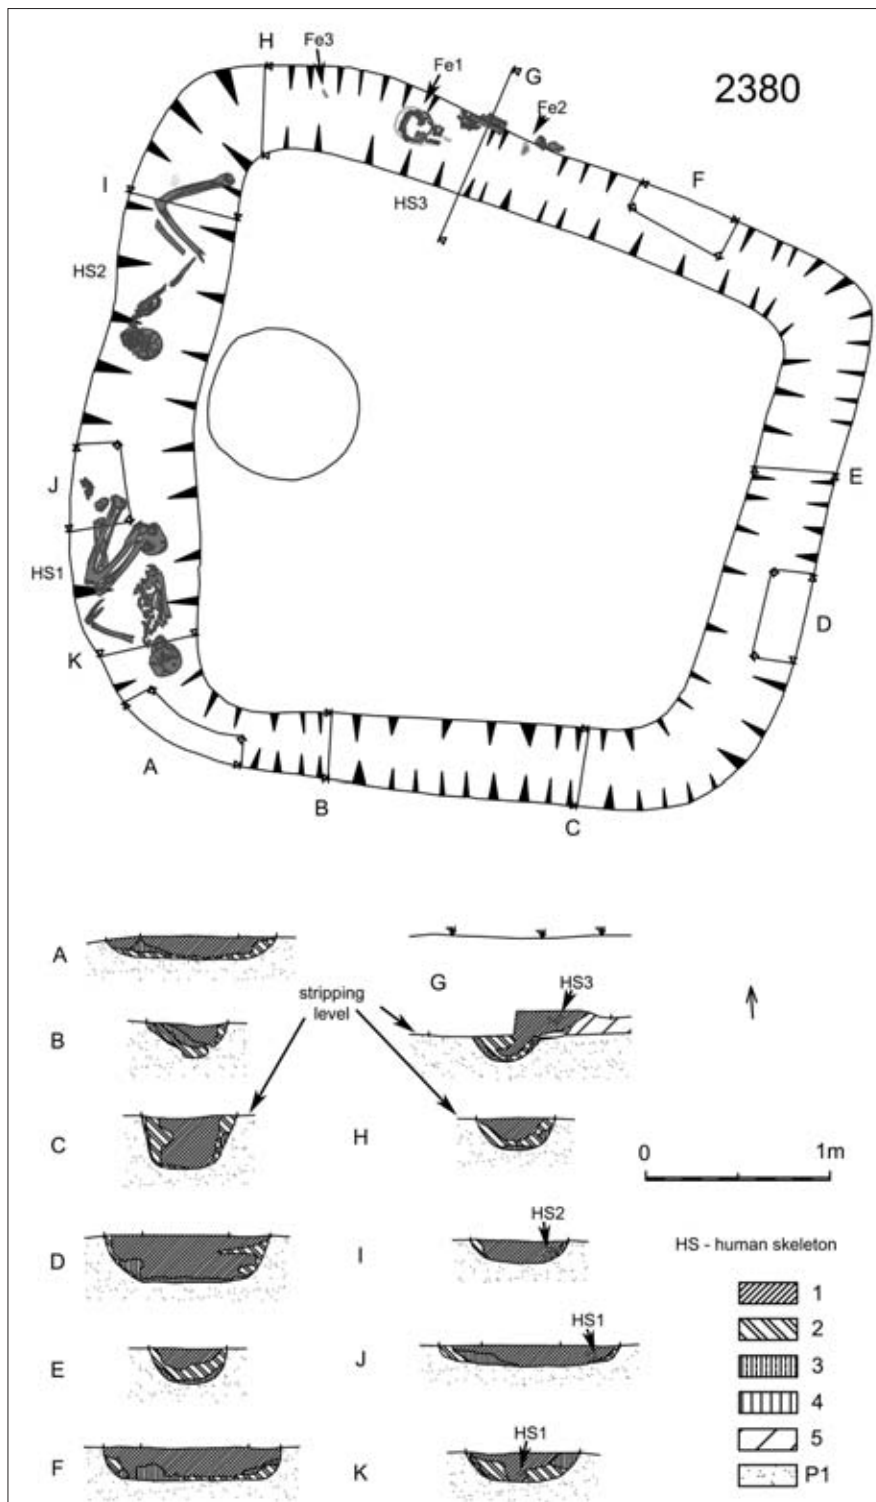 H
Fe3
Fe1
G
Fe2
2380
F
I
HS3
HS2
J
E
HS1
D
K
A
B
C
A
G
HS3
stripping
level
B
C
H
0 1m
HS2
HS - human skeleton
D
I
1
HS1
2
E
J
3
4
HS1
5
F
K
P1